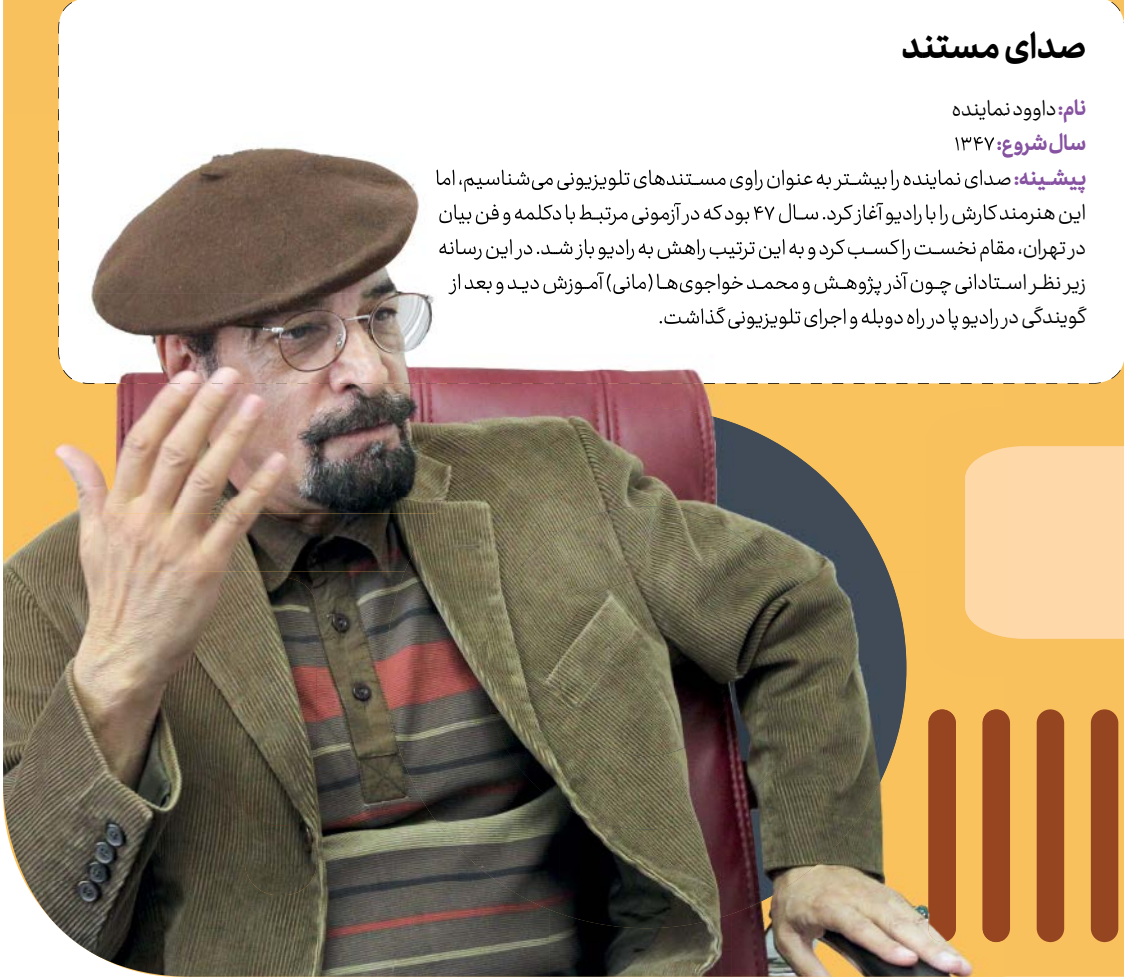 صدای مستند
نام: داوود نماینده
سال شروع: ۱۳۴۷
پیشینه: صدای نماینده را بیشتر به عنوان راوی مستندهای تلویزیونی می‌شناسیم، اما
این هنرمند کارش را با رادیو آغاز کرد. سال ۴۷ بود که در آزمونی مرتبط با دکلمه و فن بیان
در تهران، مقام نخست را کسب کرد و به این ترتیب راهش به رادیو باز شد. در این رسانه
زیر نظر استادانی چون آذر پژوهش و محمد خواجوی‌ها (مانی) آموزش دید و بعد از
گویندگی در رادیو پا در راه دوبله و اجرای تلویزیونی گذاشت.